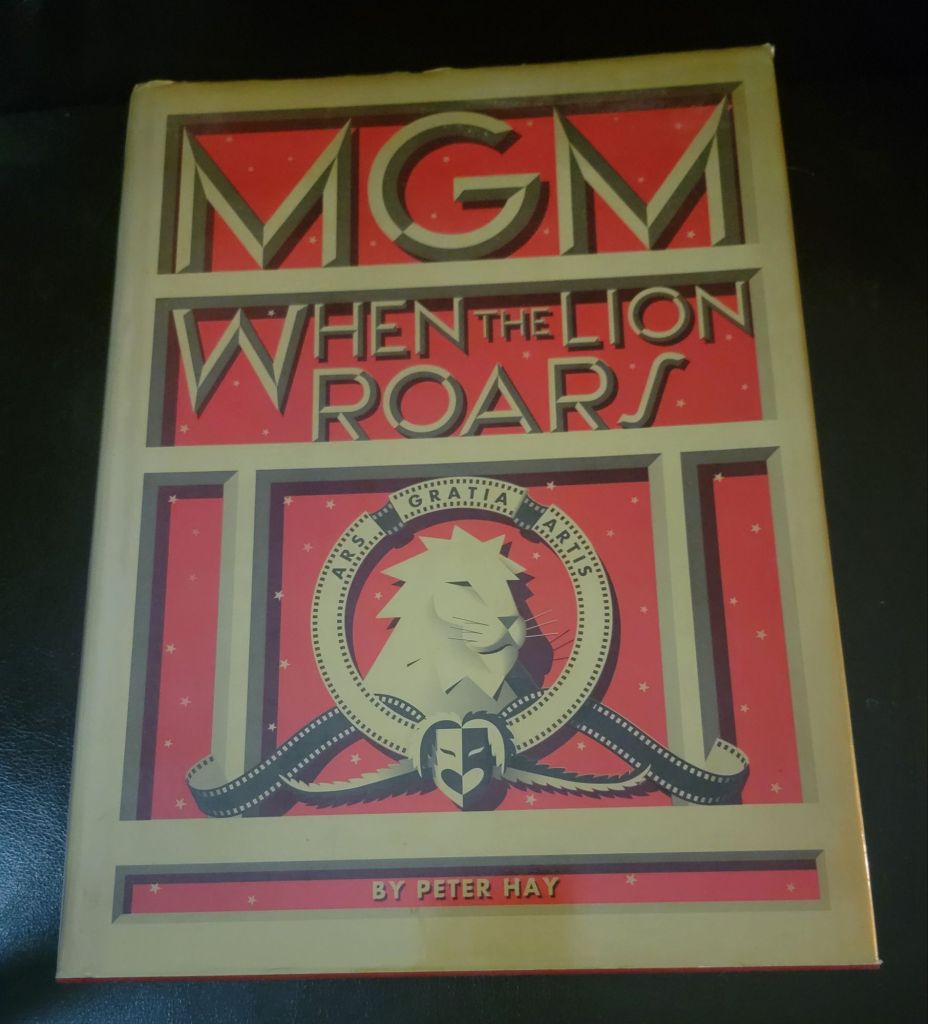 MGM
WHEN THE LION
ROARS
ARS GRATIA ARTIS
BY PETER HAY